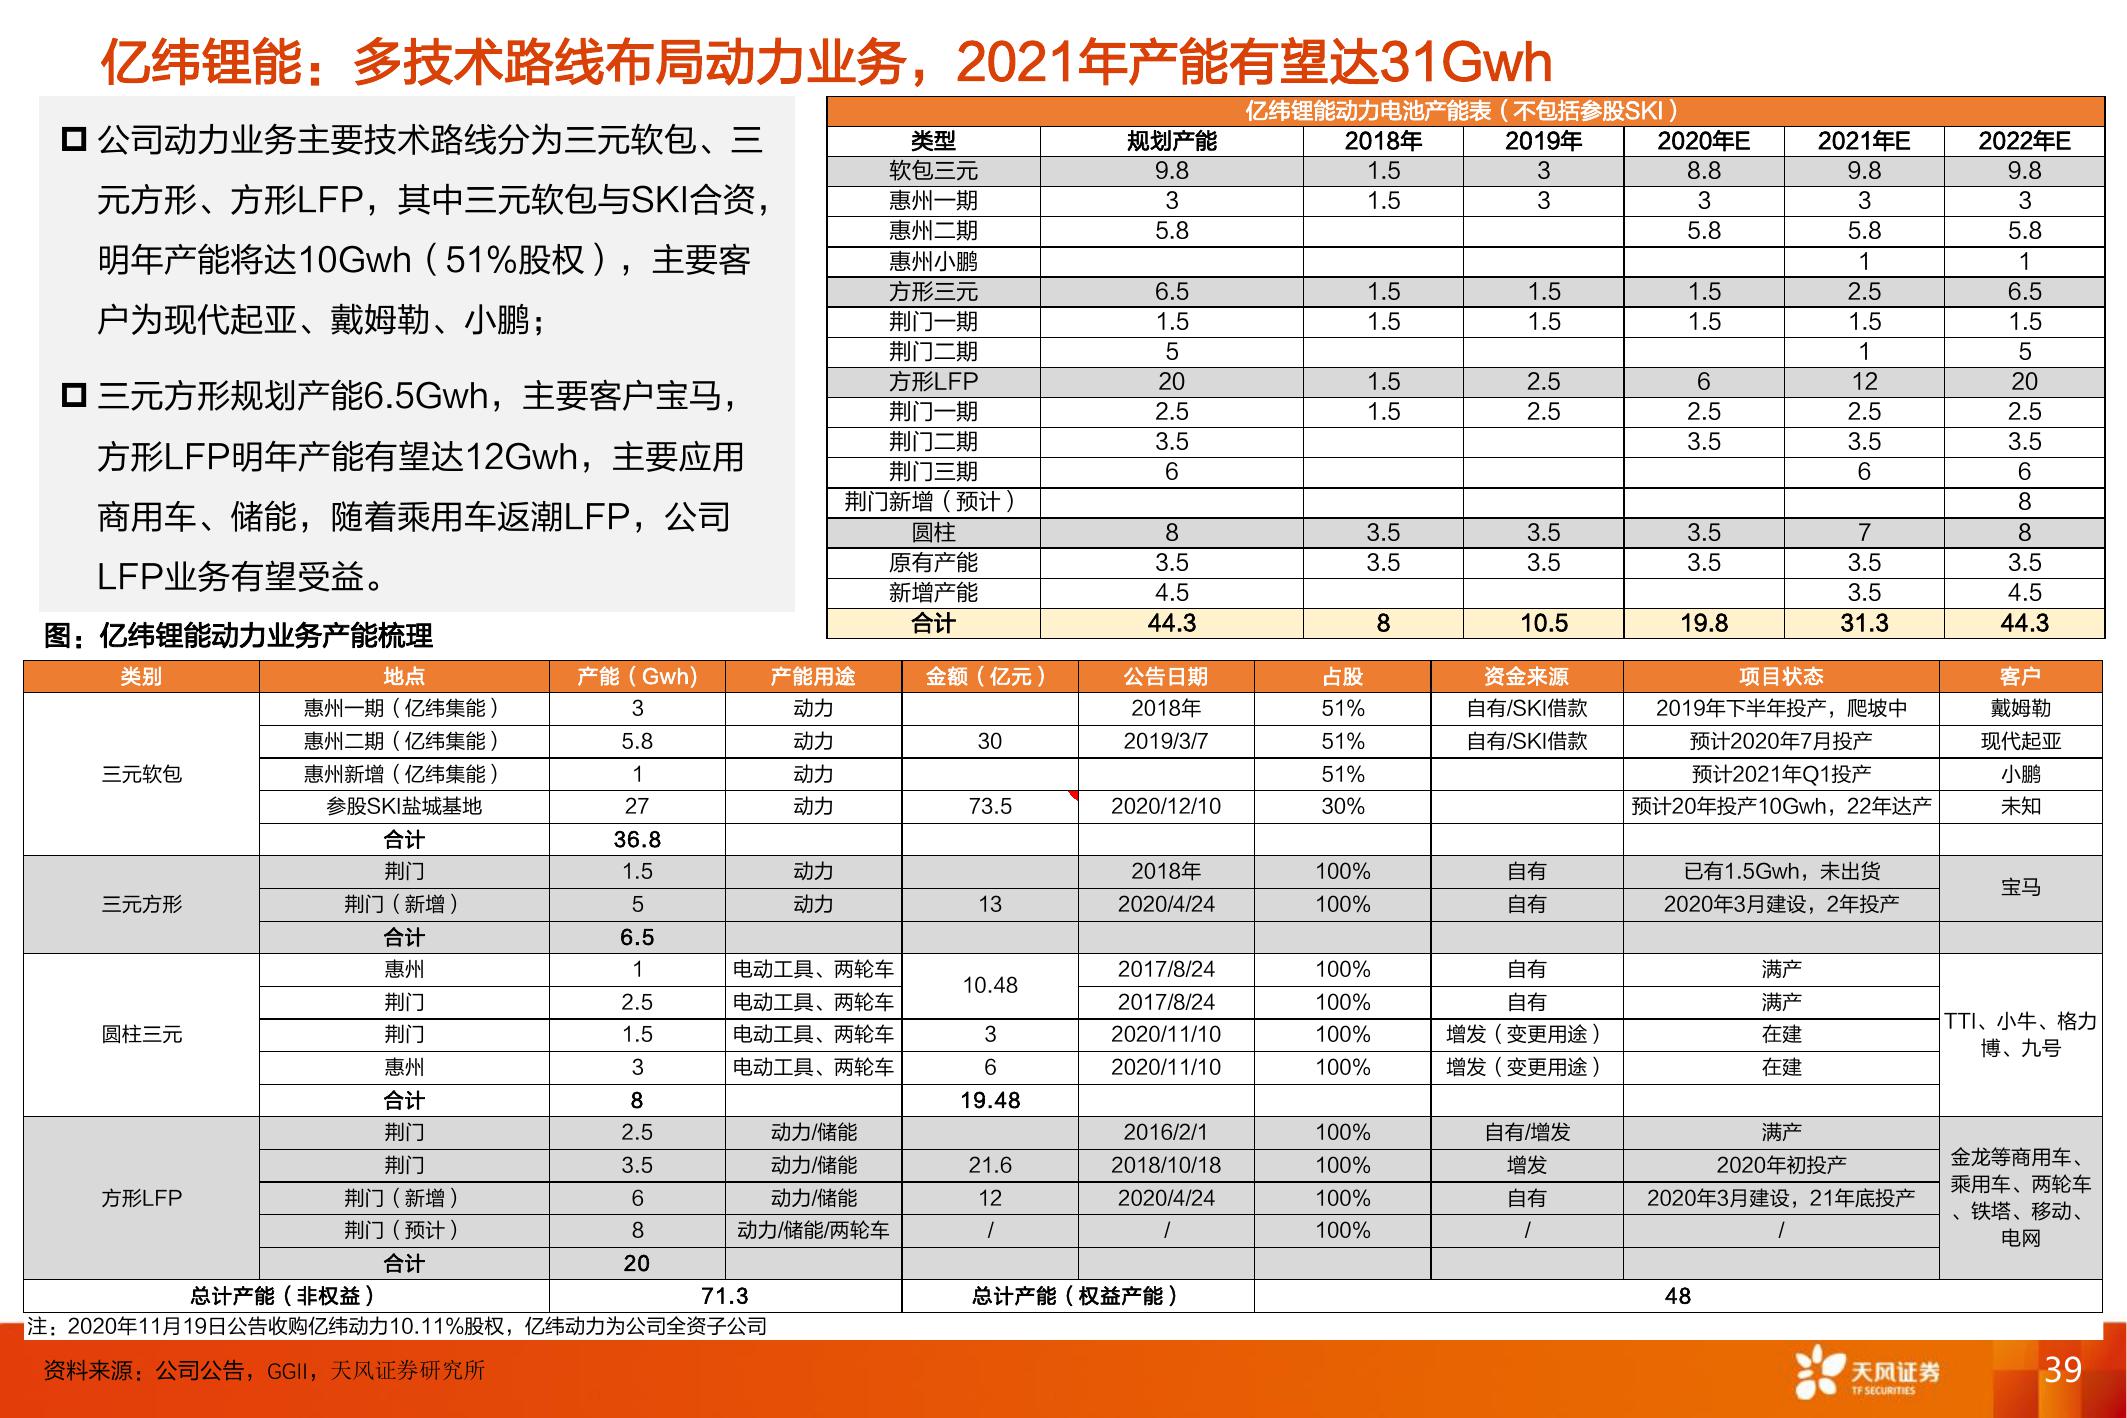 亿纬锂能：多技术路线布局动力业务，2021年产能有望达31Gwh
公司动力业务主要技术路线分为三元软包、三
元方形、方形LFP，其中三元软包与SKI合资，
明年产能将达10Gwh（51%股权），主要客
户为现代起亚、戴姆勒、小鹏；
三元方形规划产能6.5Gwh，主要客户宝马，
方形LFP明年产能有望达12Gwh，主要应用
商用车、储能，随着乘用车返潮LFP，公司
LFP业务有望受益。
亿纬锂能动力电池产能表（不包括参股SKI）
类型 规划产能 2018年 2019年 2020年E 2021年E 2022年E
软包三元 9.8 1.5 3 8.8 9.8 9.8
惠州一期 3 1.5 3 3 3 3
惠州二期 5.8 5.8 5.8 5.8
惠州小鹏 1 1
方形三元 6.5 1.5 1.5 1.5 2.5 6.5
荆门一期 1.5 1.5 1.5 1.5 1.5 1.5
荆门二期 5 1 5
方形LFP 20 1.5 2.5 6 12 20
荆门一期 2.5 1.5 2.5 2.5 2.5 2.5
荆门二期 3.5 3.5 3.5 3.5
荆门三期 6 6 6
荆门新增（预计） 8
圆柱 8 3.5 3.5 3.5 7 8
原有产能 3.5 3.5 3.5 3.5 3.5 3.5
新增产能 4.5 3.5 4.5
合计 44.3 8 10.5 19.8 31.3 44.3
图：亿纬锂能动力业务产能梳理
类别 地点 产能（Gwh) 产能用途 金额（亿元） 公告日期 占股 资金来源 项目状态 客户
三元软包
惠州一期（亿纬集能） 3 动力 2018年 51% 自有/SKI借款 2019年下半年投产，爬坡中 戴姆勒
惠州二期（亿纬集能） 5.8 动力 30 2019/3/7 51% 自有/SKI借款 预计2020年7月投产 现代起亚
惠州新增（亿纬集能） 1 动力 51% 预计2021年Q1投产 小鹏
参股SKI盐城基地 27 动力 73.5 2020/12/10 30% 预计20年投产10Gwh，22年达产 未知
合计 36.8
三元方形
荆门 1.5 动力 2018年 100% 自有 已有1.5Gwh，未出货
宝马
荆门（新增） 5 动力 13 2020/4/24 100% 自有 2020年3月建设，2年投产
合计 6.5
圆柱三元
惠州 1 电动工具、两轮车 10.48 2017/8/24 100% 自有 满产
荆门 2.5 电动工具、两轮车 2017/8/24 100% 自有 满产
荆门 1.5 电动工具、两轮车 3 2020/11/10 100% 增发（变更用途） 在建
惠州 3 电动工具、两轮车 6 2020/11/10 100% 增发（变更用途） 在建
合计 8 19.48
TTI、小牛、格力
博、九号
方形LFP
荆门 2.5 动力/储能 2016/2/1 100% 自有/增发 满产
荆门 3.5 动力/储能 21.6 2018/10/18 100% 增发 2020年初投产
荆门（新增） 6 动力/储能 12 2020/4/24 100% 自有 2020年3月建设，21年底投产
荆门（预计） 8 动力/储能/两轮车 / / 100% / /
合计 20
金龙等商用车、
乘用车、两轮车
、铁塔、移动、
电网
总计产能（非权益） 71.3 总计产能（权益产能） 48
注：2020年11月19日公告收购亿纬动力10.11%股权，亿纬动力为公司全资子公司
资料来源：公司公告，GGII，天风证券研究所
天风证券
TF SECURITIES
39